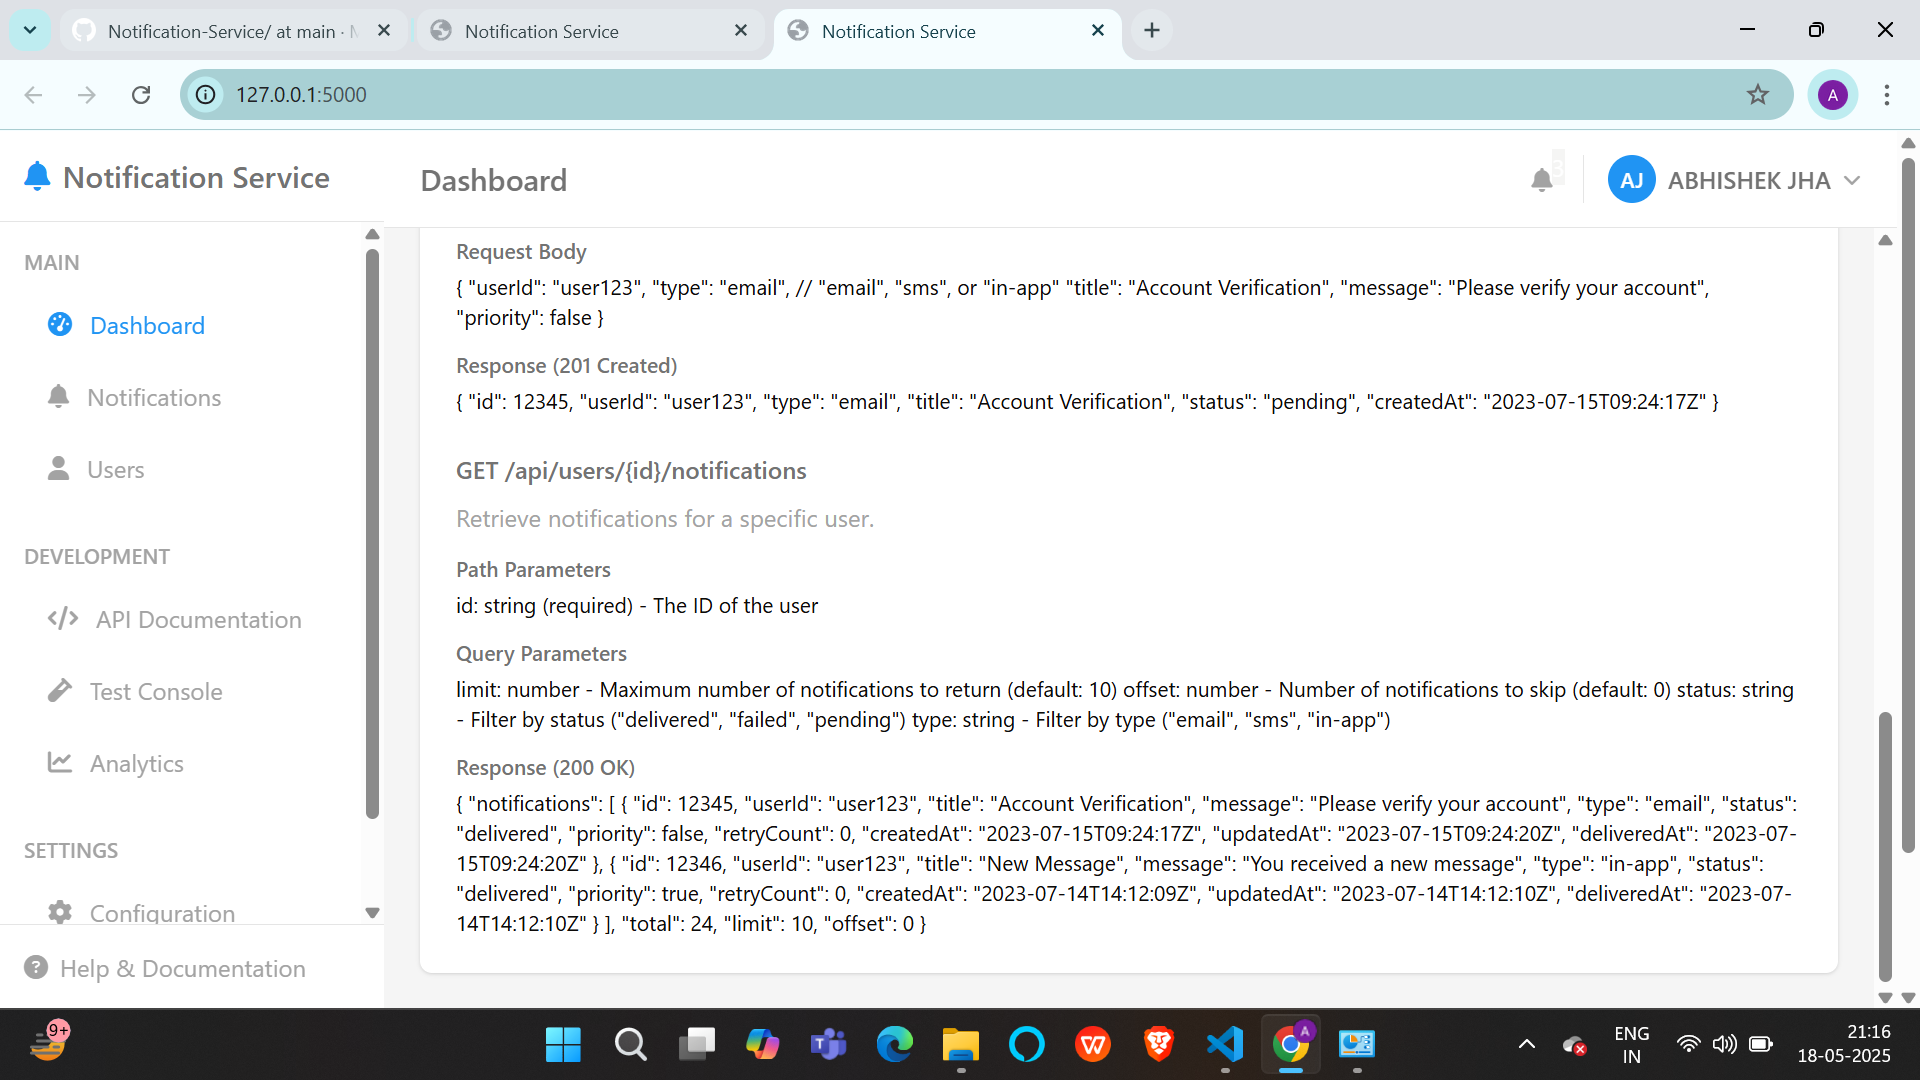 Notification-Service/ at main ·
Notification Service
Notification Service
127.0.0.1:5000
A
Notification Service
Dashboard
3
AJ
ABHISHEK JHA
MAIN
Dashboard
Notifications
Users
DEVELOPMENT
API Documentation
Test Console
Analytics
SETTINGS
Configuration
Help & Documentation
Request Body
{ "userId": "user123", "type": "email", // "email", "sms", or "in-app" "title": "Account Verification", "message": "Please verify your account",
"priority": false }
Response (201 Created)
{ "id": 12345, "userId": "user123", "type": "email", "title": "Account Verification", "status": "pending", "createdAt": "2023-07-15T09:24:17Z" }
GET /api/users/{id}/notifications
Retrieve notifications for a specific user.
Path Parameters
id: string (required) - The ID of the user
Query Parameters
limit: number - Maximum number of notifications to return (default: 10) offset: number - Number of notifications to skip (default: 0) status: string
- Filter by status ("delivered", "failed", "pending") type: string - Filter by type ("email", "sms", "in-app")
Response (200 OK)
{ "notifications": [ { "id": 12345, "userId": "user123", "title": "Account Verification", "message": "Please verify your account", "type": "email", "status":
"delivered", "priority": false, "retryCount": 0, "createdAt": "2023-07-15T09:24:17Z", "updatedAt": "2023-07-15T09:24:20Z", "deliveredAt": "2023-07-
15T09:24:20Z" }, { "id": 12346, "userId": "user123", "title": "New Message", "message": "You received a new message", "type": "in-app", "status":
"delivered", "priority": true, "retryCount": 0, "createdAt": "2023-07-14T14:12:09Z", "updatedAt": "2023-07-14T14:12:10Z", "deliveredAt": "2023-07-
14T14:12:10Z" } ], "total": 24, "limit": 10, "offset": 0 }
9+
A
ENG
IN
21:16
18-05-2025